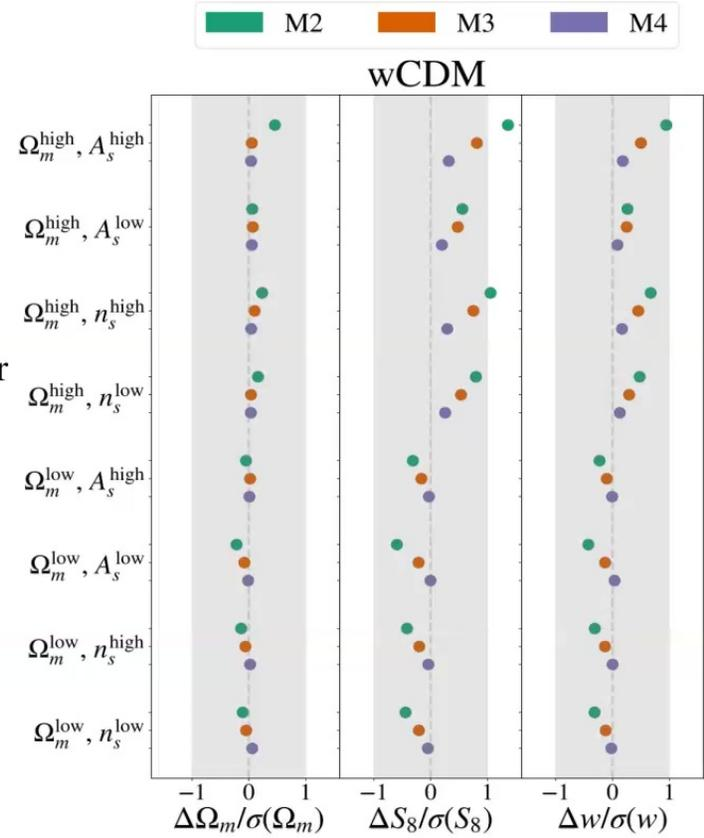 M2 M3 M4
wCDM
Ω_m^high, A_s^high
Ω_m^high, A_s^low
Ω_m^high, n_s^high
r
Ω_m^high, n_s^low
Ω_m^low, A_s^high
Ω_m^low, A_s^low
Ω_m^low, n_s^high
Ω_m^low, n_s^low
−1 0 1 −1 0 1 −1 0 1
ΔΩ_m/σ(Ω_m) ΔS_8/σ(S_8) Δw/σ(w)